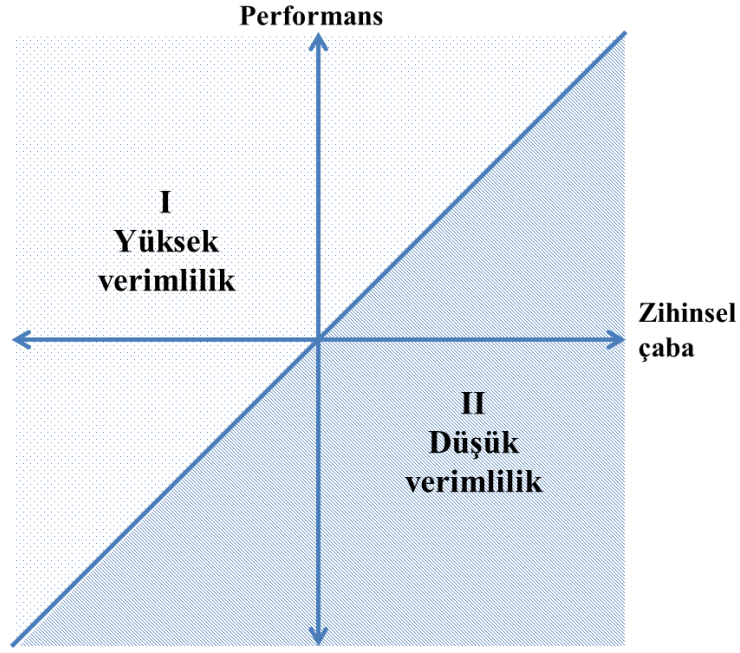 Performans
I
Yüksek
verimlilik
Zihinsel
çaba
II
Düşük
verimlilik